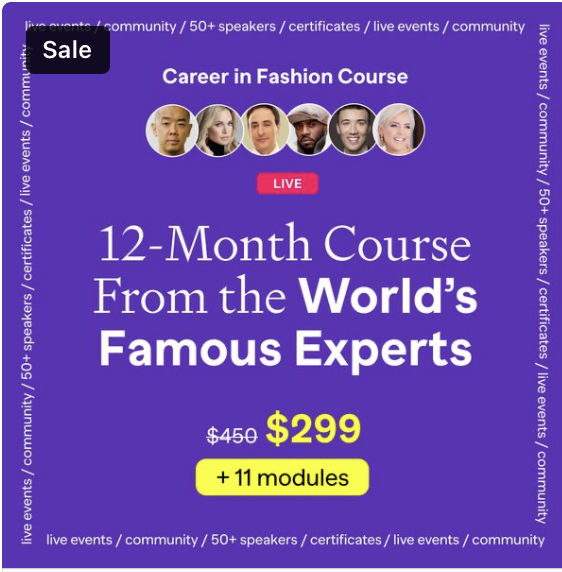 live events / community / 50+ speakers / certificates / live events / community
Sale
Career in Fashion Course
LIVE
12-Month Course
From the World's
Famous Experts
$450 $299
+ 11 modules
live events / community / 50+ speakers / certificates / live events / community
live events / community / 50+ speakers / certificates / live events / community
live events / community / 50+ speakers / certificates / live events / community